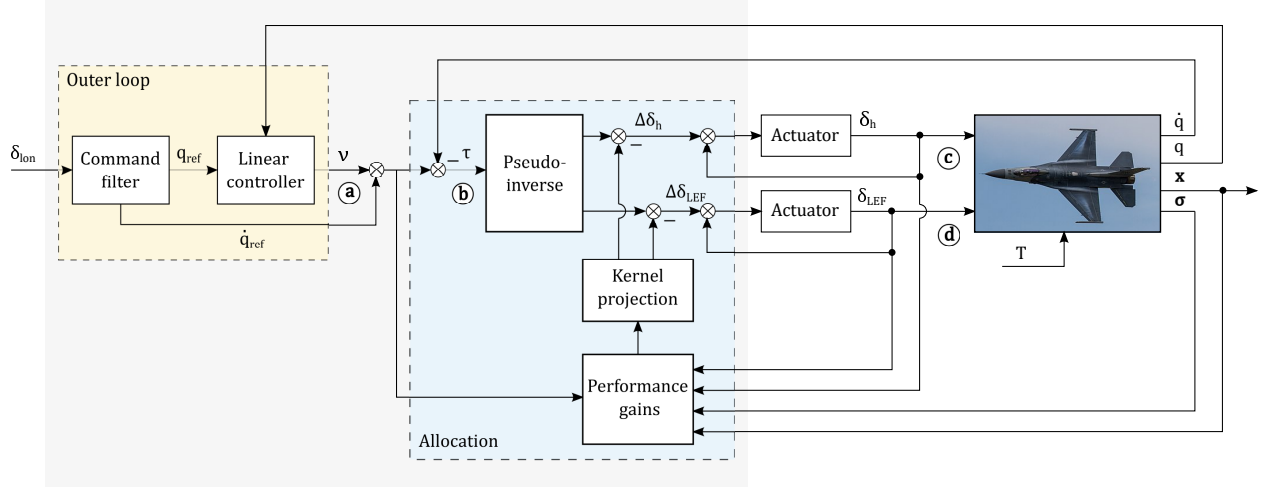 Outer loop
δlon
Command
filter
qref
Linear
controller
ν
a
q̇ref
− τ
b
Pseudo-
inverse
Δδh
−
ΔδLEF
−
Kernel
projection
Performance
gains
Allocation
Actuator
δh
Actuator
δLEF
c
d
T
q̇
q
x
σ